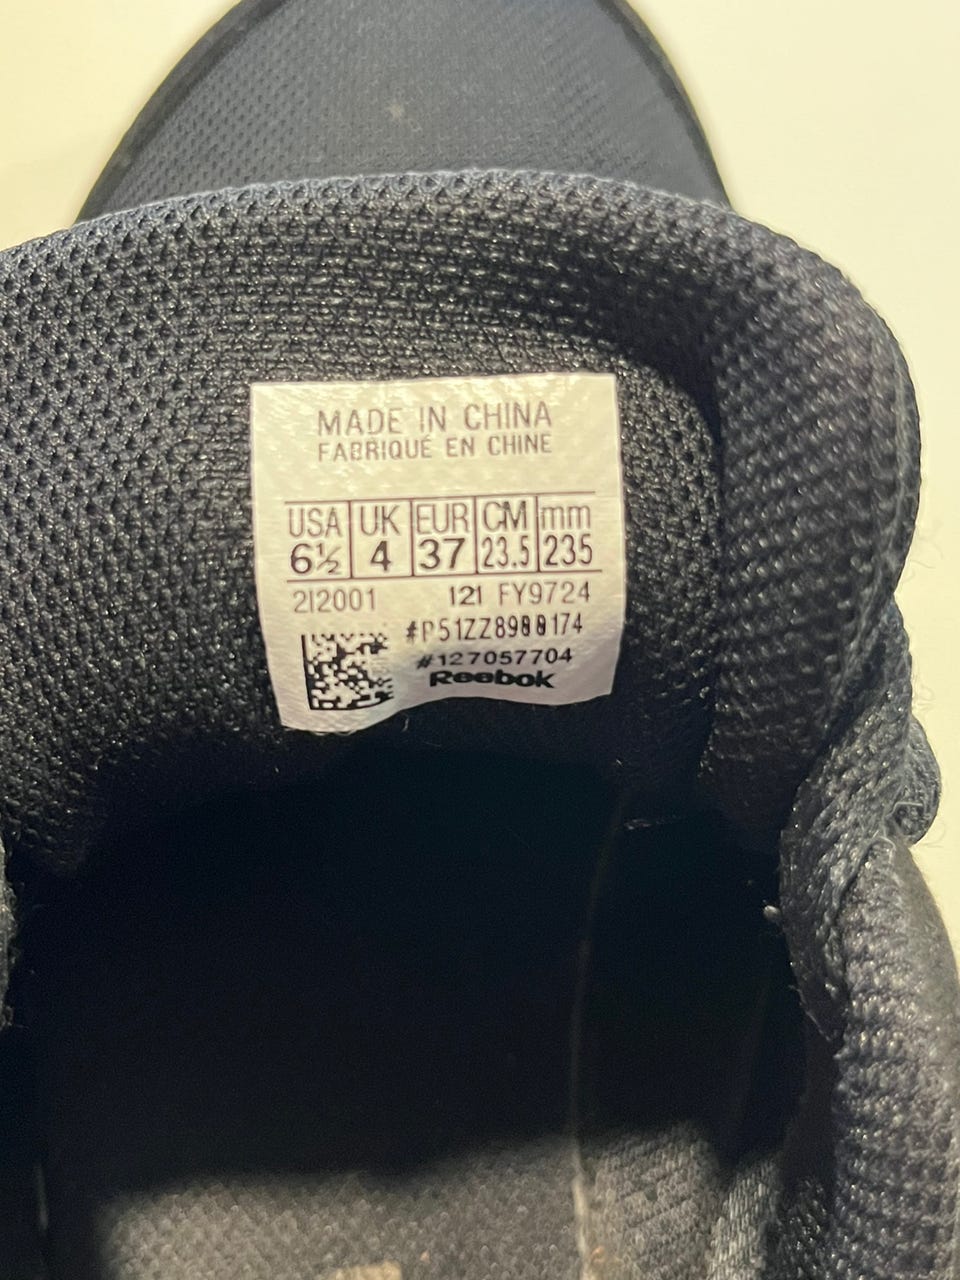 MADE IN CHINA
FABRIQUÉ EN CHINE
USA UK EUR CM mm
6½ 4 37 23.5 235
212001 121 FY9724
#127057704
Reebok